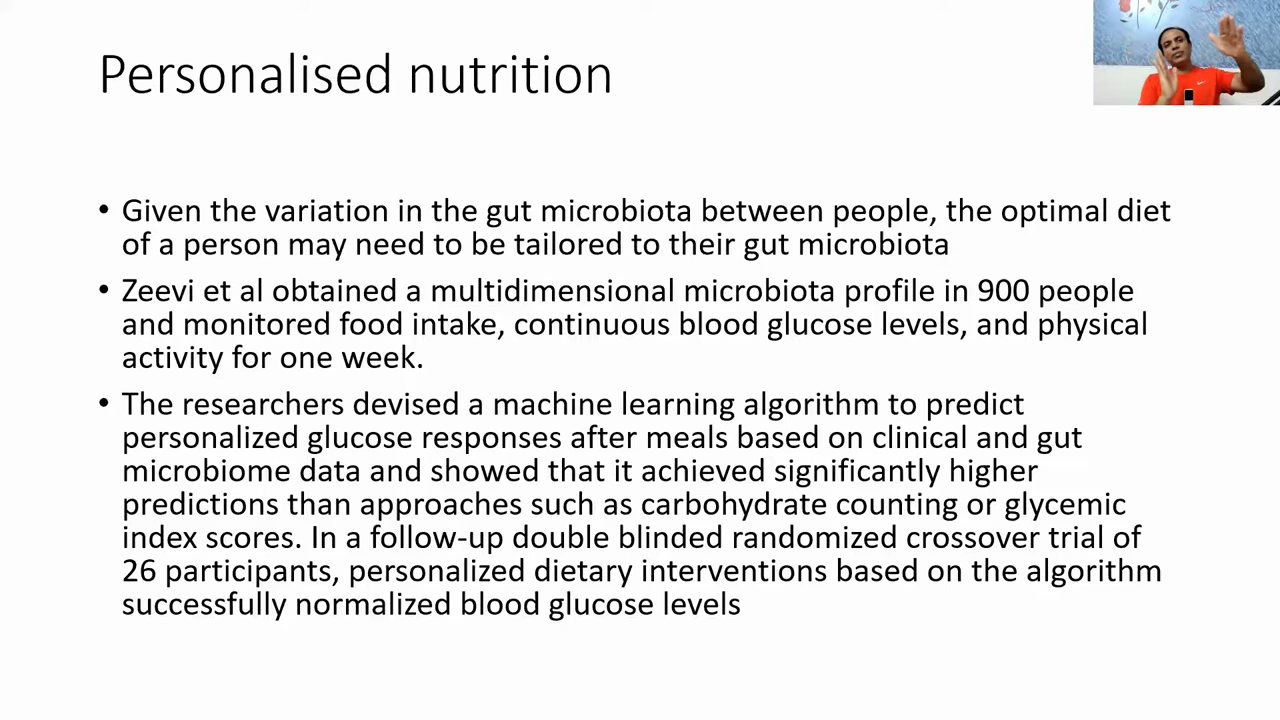 Personalised nutrition
• Given the variation in the gut microbiota between people, the optimal diet
of a person may need to be tailored to their gut microbiota
• Zeevi et al obtained a multidimensional microbiota profile in 900 people
and monitored food intake, continuous blood glucose levels, and physical
activity for one week.
• The researchers devised a machine learning algorithm to predict
personalized glucose responses after meals based on clinical and gut
microbiome data and showed that it achieved significantly higher
predictions than approaches such as carbohydrate counting or glycemic
index scores. In a follow-up double blinded randomized crossover trial of
26 participants, personalized dietary interventions based on the algorithm
successfully normalized blood glucose levels